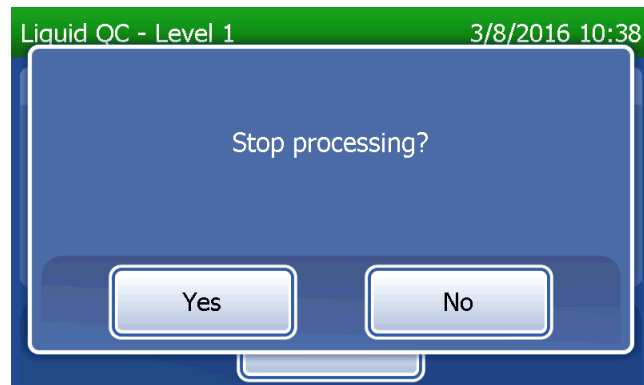 Liquid QC - Level 1 3/8/2016 10:38
Stop processing?
Yes No